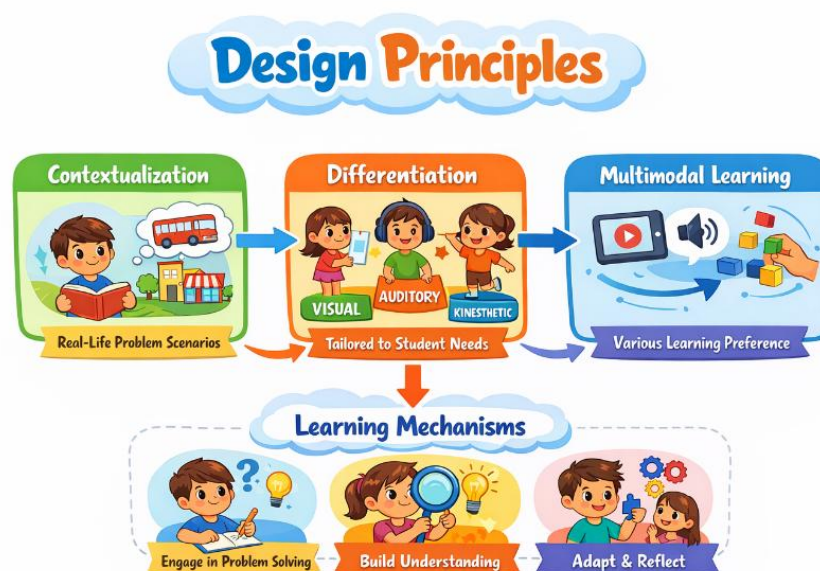 Design Principles
Contextualization
Real-Life Problem Scenarios
Differentiation
VISUAL
AUDITORY
KINESTHETIC
Tailored to Student Needs
Multimodal Learning
Various Learning Preference
Learning Mechanisms
Engage in Problem Solving
Build Understanding
Adapt & Reflect